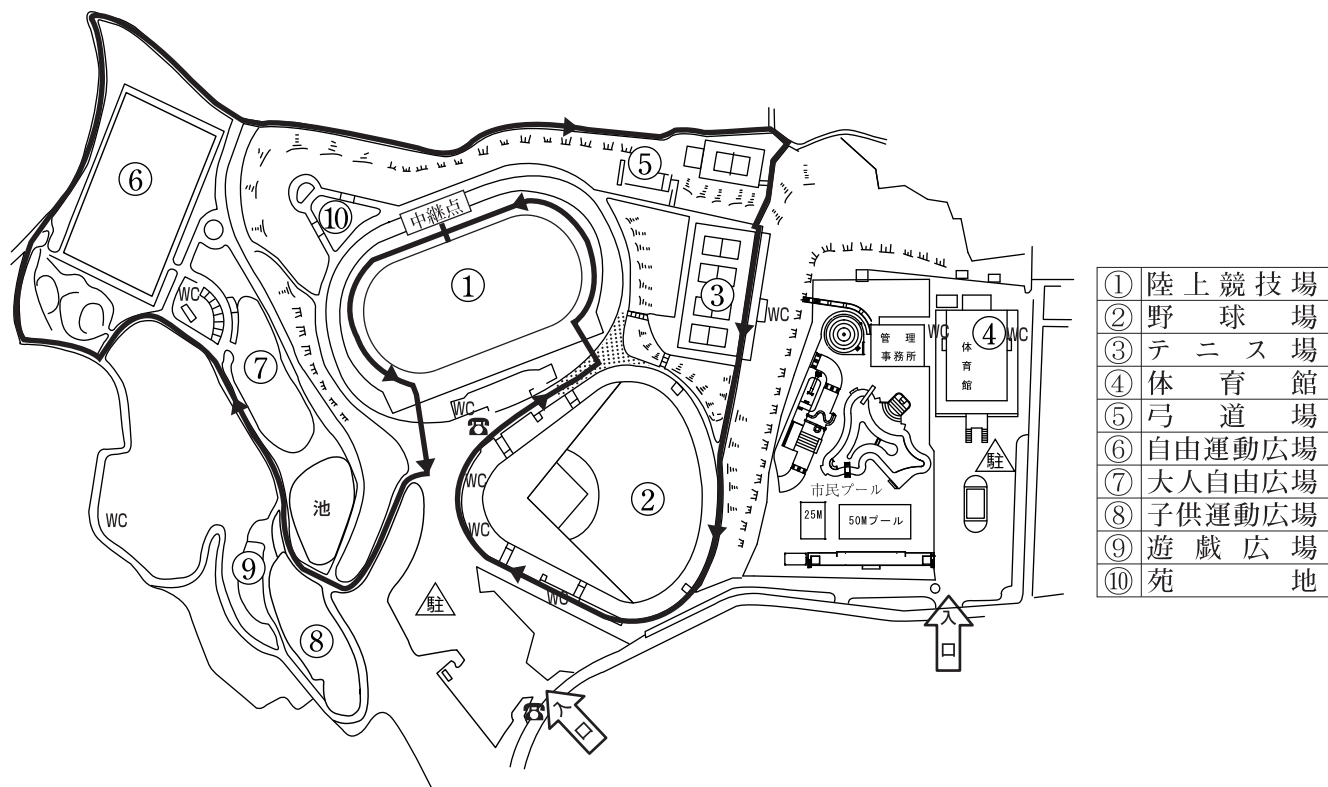 ⑥
⑤
⑩
中継点
①
③
WC
WC
⑦
管理
事務所
WC
④
WC
体育館
駐
WC
②
WC
WC
池
市民プール
25M
50Mプール
WC
⑨
⑧
駐
WC
入口
入口
① 陸上競技場
② 野球場
③ テニス場
④ 体育館
⑤ 弓道場
⑥ 自由運動広場
⑦ 大人自由広場
⑧ 子供運動広場
⑨ 遊戯広場
⑩ 苑地